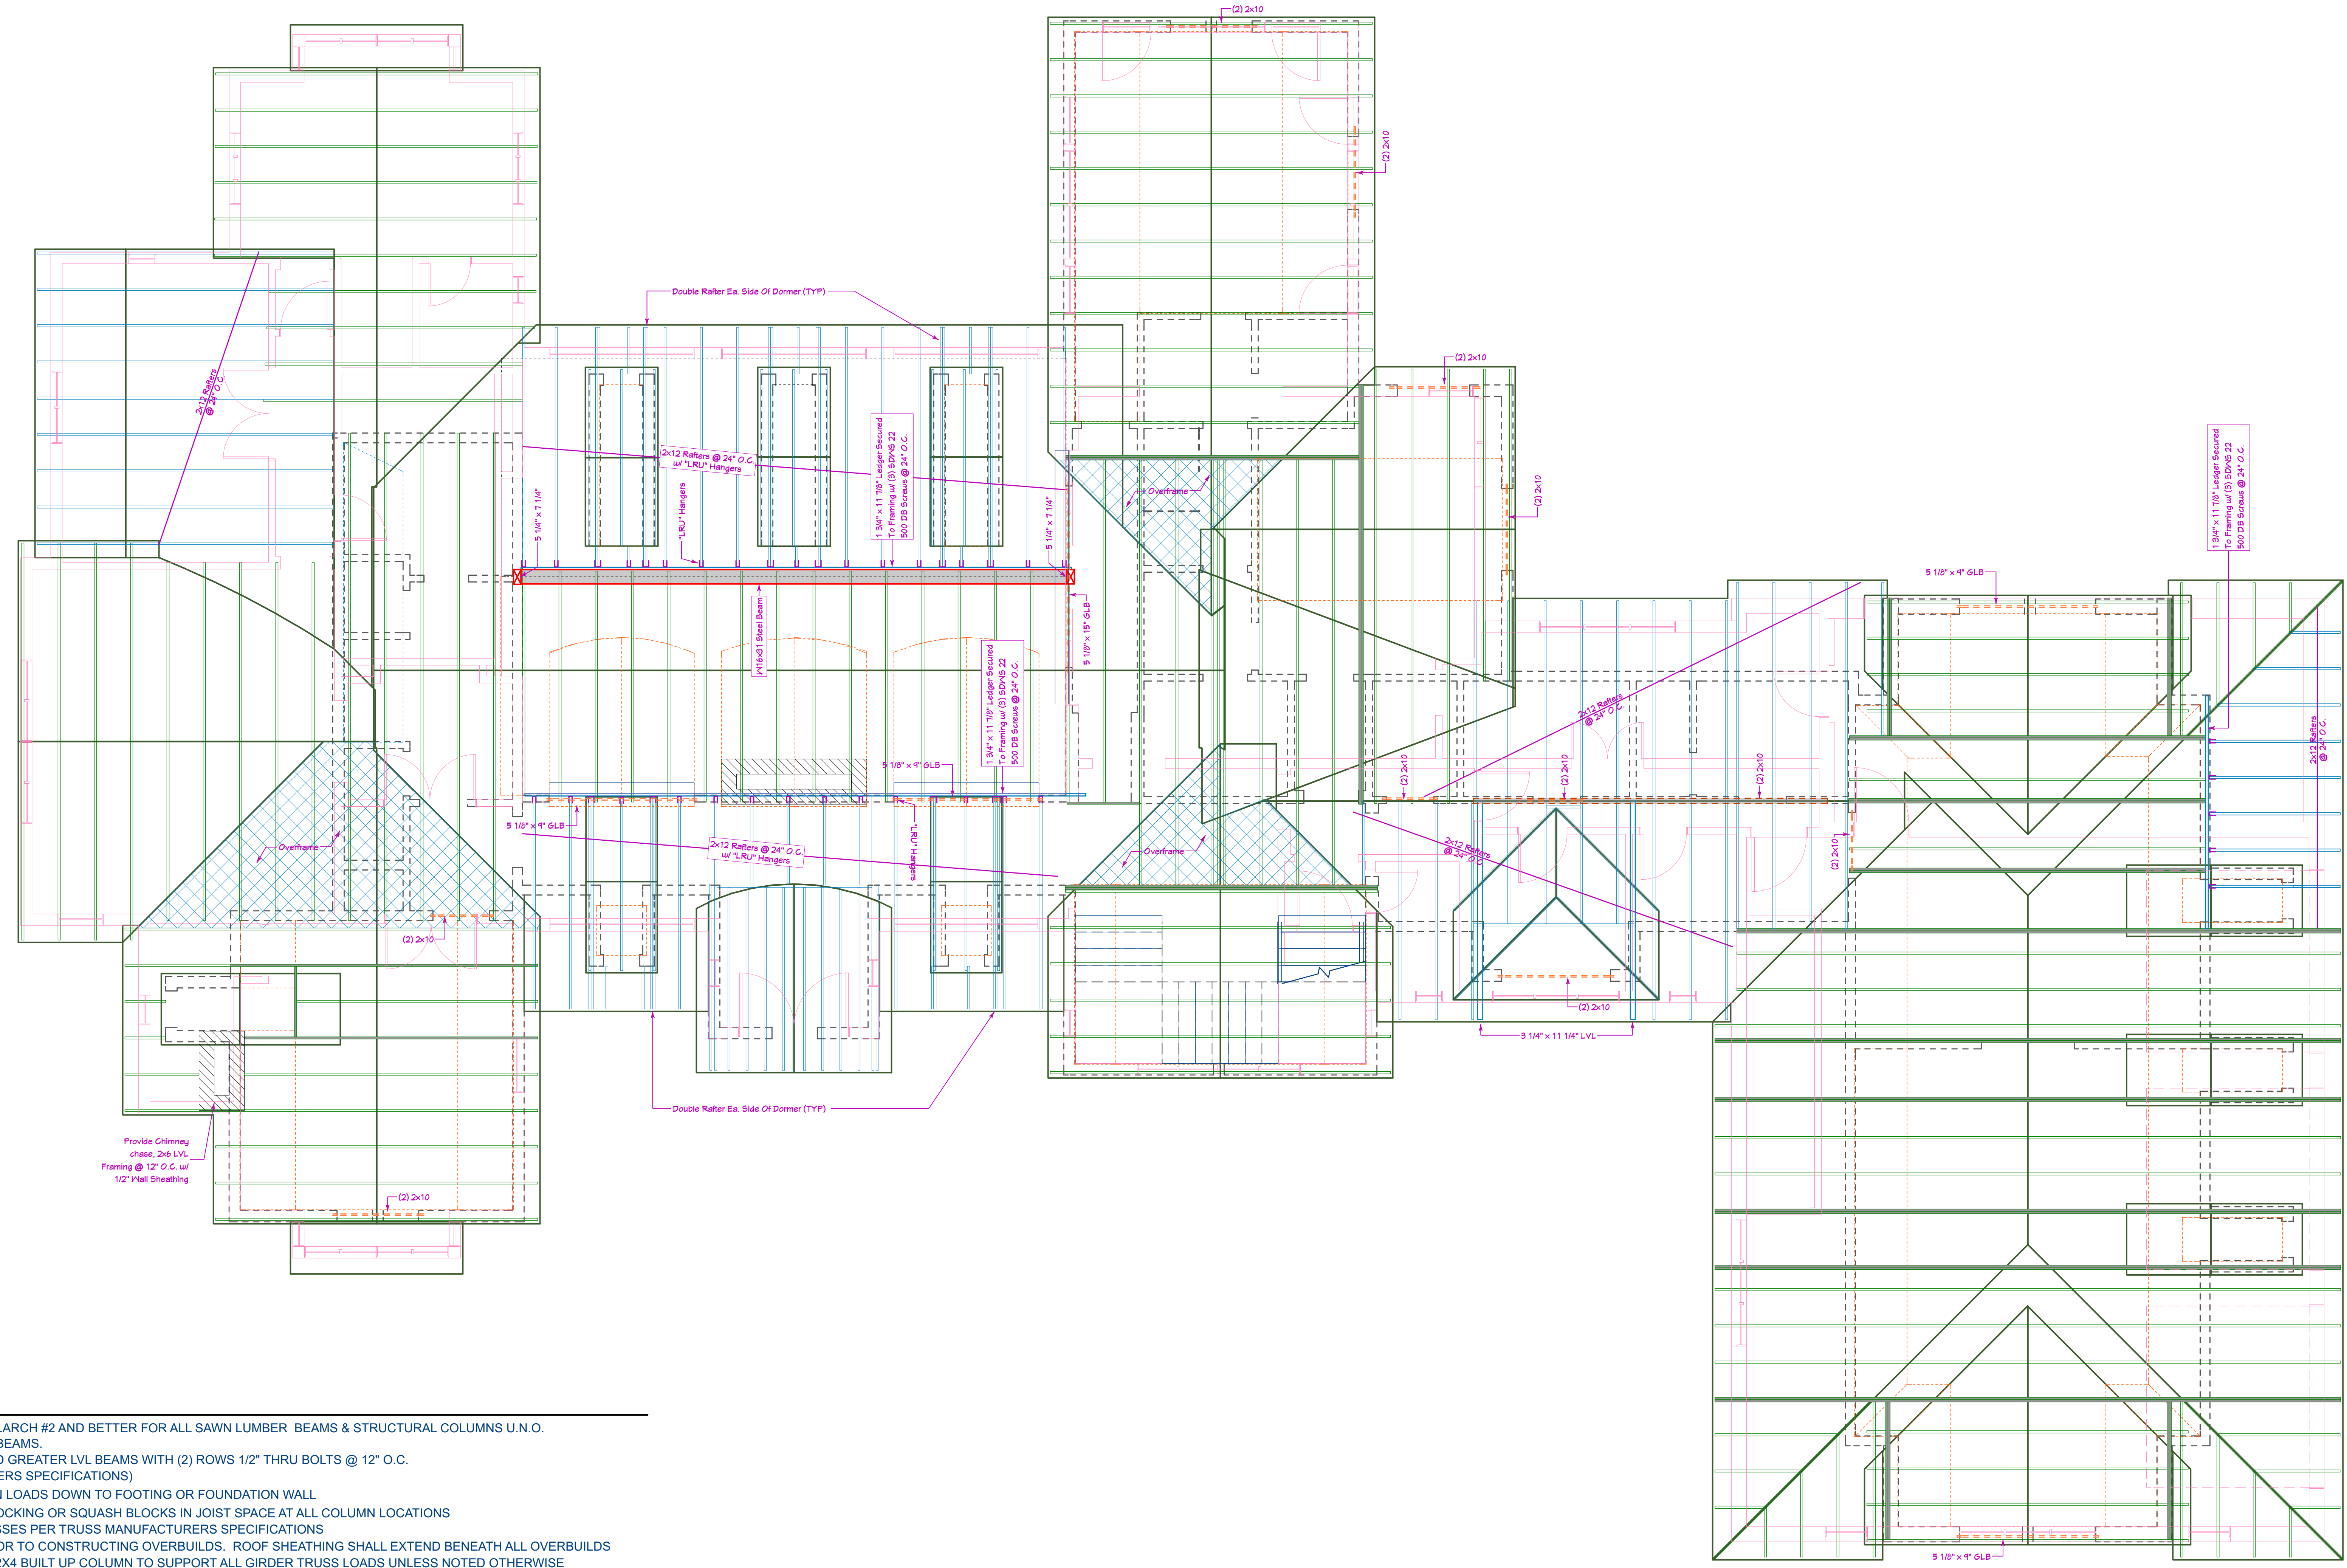 (2) 2x10
(2) 2x10
Double Rafter Ea. Side Of Dormer (TYP)
2x12 Rafters
@ 24" O.C.
(2) 2x10
2x12 Rafters @ 24" O.C.
w/ "LRU" Hangers
1 3/4" x 11 7/8" Ledger Secured
To Framing w/ (3) SDWS 22
500 DB Screws @ 24" O.C.
"LRU" Hangers
5 1/4" x 7 1/4"
5 1/4" x 7 1/4"
Overframe
(2) 2x10
1 3/4" x 11 7/8" Ledger Secured
To Framing w/ (3) SDWS 22
500 DB Screws @ 24" O.C.
5 1/8" x 9" GLB
W16x31 Steel Beam
5 1/8" x 15" GLB
1 3/4" x 11 7/8" Ledger Secured
To Framing w/ (3) SDWS 22
500 DB Screws @ 24" O.C.
2x12 Rafters
@ 24" O.C.
2x12 Rafters
@ 24" O.C.
5 1/8" x 9" GLB
(2) 2x10
(2) 2x10
(2) 2x10
5 1/8" x 9" GLB
Overframe
2x12 Rafters @ 24" O.C.
w/ "LRU" Hangers
"LRU" Hangers
Overframe
2x12 Rafters
@ 24" O.C.
(2) 2x10
(2) 2x10
(2) 2x10
3 1/4" x 11 1/4" LVL
Double Rafter Ea. Side Of Dormer (TYP)
Provide Chimney
chase, 2x6 LVL
Framing @ 12" O.C. w/
1/2" Wall Sheathing
(2) 2x10
5 1/8" x 9" GLB
LARCH #2 AND BETTER FOR ALL SAWN LUMBER BEAMS & STRUCTURAL COLUMNS U.N.O.
BEAMS.
GREATER LVL BEAMS WITH (2) ROWS 1/2" THRU BOLTS @ 12" O.C.
ERS SPECIFICATIONS)
LOADS DOWN TO FOOTING OR FOUNDATION WALL
OCKING OR SQUASH BLOCKS IN JOIST SPACE AT ALL COLUMN LOCATIONS
SSES PER TRUSS MANUFACTURERS SPECIFICATIONS
OR TO CONSTRUCTING OVERBUILDS. ROOF SHEATHING SHALL EXTEND BENEATH ALL OVERBUILDS
2X4 BUILT UP COLUMN TO SUPPORT ALL GIRDER TRUSS LOADS UNLESS NOTED OTHERWISE